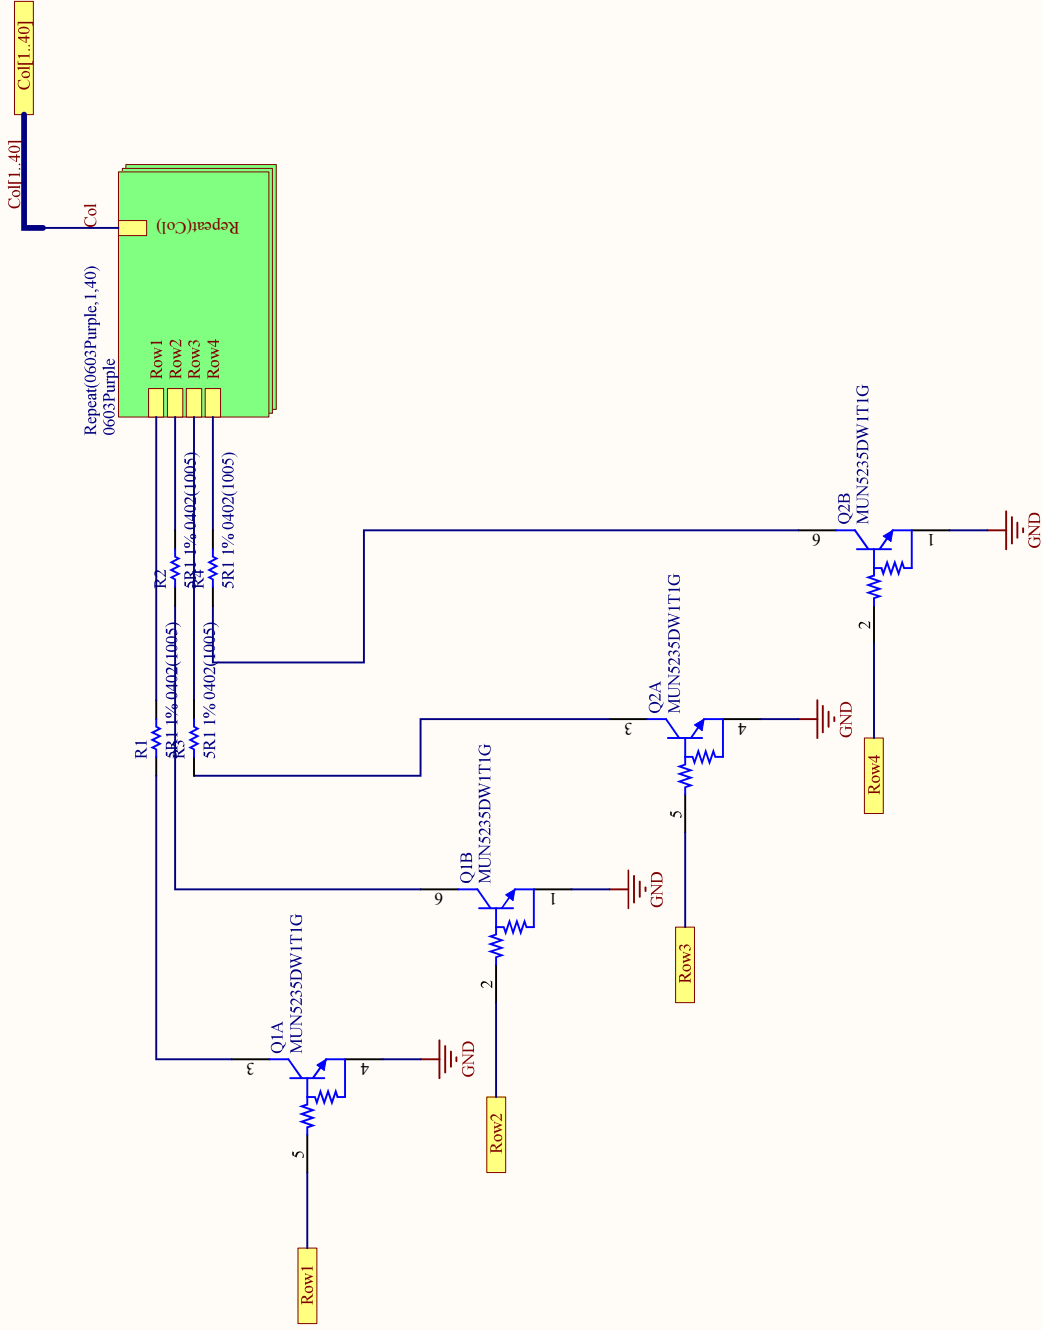 Col[1..40]
Col[1..40]
Col
Repeat(Col)
Repeat(0603Purple,1,40)
0603Purple
Row1
Row2
Row3
Row4
R2
5R1 1% 0402(1005)
R4
5R1 1% 0402(1005)
R1
5R1 1% 0402(1005)
R3
5R1 1% 0402(1005)
Q2B
MUN5235DW1T1G
6
1
2
GND
Row4
Q2A
MUN5235DW1T1G
3
4
5
GND
Row3
Q1B
MUN5235DW1T1G
6
1
2
GND
Row2
Q1A
MUN5235DW1T1G
3
4
5
GND
Row1